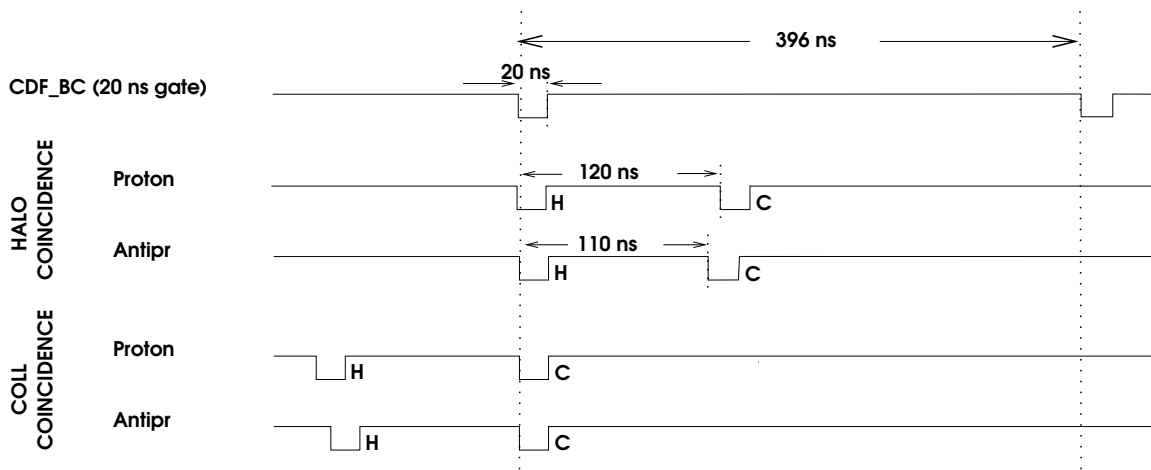 396 ns
20 ns
CDF_BC (20 ns gate)
HALO
COINCIDENCE
Proton
120 ns
H
C
Antipr
110 ns
H
C
COLL
COINCIDENCE
Proton
H
C
Antipr
H
C